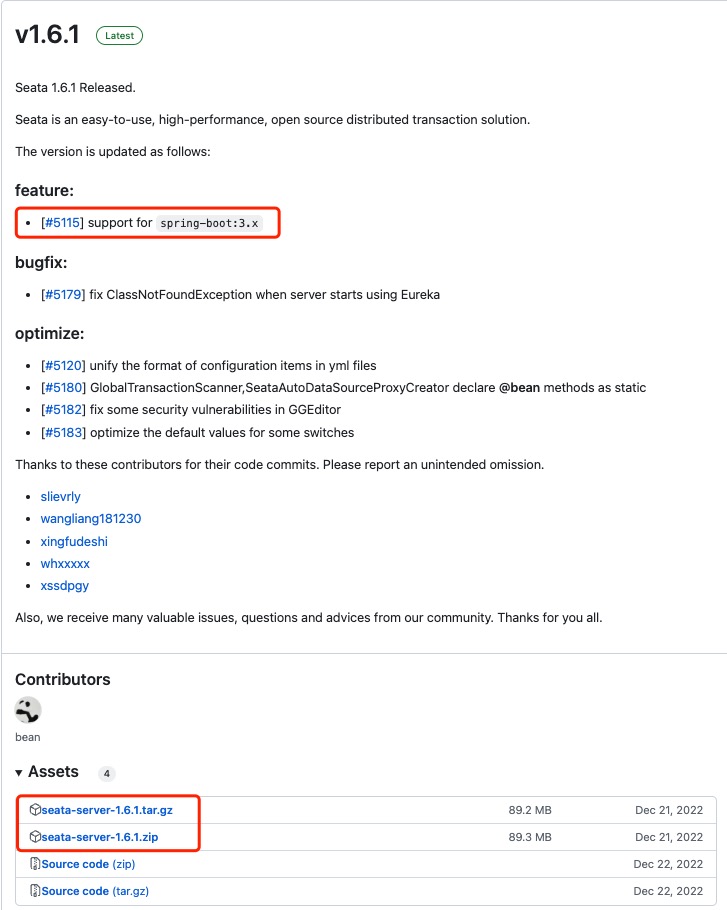 v1.6.1 Latest
Seata 1.6.1 Released.
Seata is an easy-to-use, high-performance, open source distributed transaction solution.
The version is updated as follows:
feature:
• [#5115] support for spring-boot:3.x
bugfix:
• [#5179] fix ClassNotFoundException when server starts using Eureka
optimize:
• [#5120] unify the format of configuration items in yml files
• [#5180] GlobalTransactionScanner,SeataAutoDataSourceProxyCreator declare @bean methods as static
• [#5182] fix some security vulnerabilities in GGEditor
• [#5183] optimize the default values for some switches
Thanks to these contributors for their code commits. Please report an unintended omission.
• slievrly
• wangliang181230
• xingfudeshi
• whxxxxx
• xssdpgy
Also, we receive many valuable issues, questions and advices from our community. Thanks for you all.
Contributors
bean
▾ Assets 4
seata-server-1.6.1.tar.gz 89.2 MB Dec 21, 2022
seata-server-1.6.1.zip 89.3 MB Dec 21, 2022
Source code (zip) Dec 22, 2022
Source code (tar.gz) Dec 22, 2022